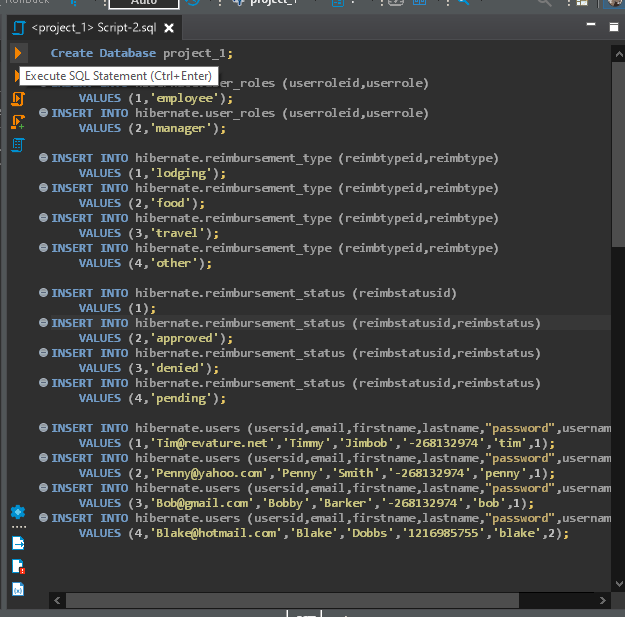 Auto
project_1
<project_1> Script-2.sql
Create Database project_1;
Execute SQL Statement (Ctrl+Enter)
user_roles (userroleid,userrole)
VALUES (1,'employee');
INSERT INTO hibernate.user_roles (userroleid,userrole)
VALUES (2,'manager');
INSERT INTO hibernate.reimbursement_type (reimbtypeid,reimbtype)
VALUES (1,'lodging');
INSERT INTO hibernate.reimbursement_type (reimbtypeid,reimbtype)
VALUES (2,'food');
INSERT INTO hibernate.reimbursement_type (reimbtypeid,reimbtype)
VALUES (3,'travel');
INSERT INTO hibernate.reimbursement_type (reimbtypeid,reimbtype)
VALUES (4,'other');
INSERT INTO hibernate.reimbursement_status (reimbstatusid)
VALUES (1);
INSERT INTO hibernate.reimbursement_status (reimbstatusid,reimbstatus)
VALUES (2,'approved');
INSERT INTO hibernate.reimbursement_status (reimbstatusid,reimbstatus)
VALUES (3,'denied');
INSERT INTO hibernate.reimbursement_status (reimbstatusid,reimbstatus)
VALUES (4,'pending');
INSERT INTO hibernate.users (usersid,email,firstname,lastname,"password",usernam
VALUES (1,'Tim@revature.net','Timmy','Jimbob','-268132974','tim',1);
INSERT INTO hibernate.users (usersid,email,firstname,lastname,"password",usernam
VALUES (2,'Penny@yahoo.com','Penny','Smith','-268132974','penny',1);
INSERT INTO hibernate.users (usersid,email,firstname,lastname,"password",usernam
VALUES (3,'Bob@gmail.com','Bobby','Barker','-268132974','bob',1);
INSERT INTO hibernate.users (usersid,email,firstname,lastname,"password",usernam
VALUES (4,'Blake@hotmail.com','Blake','Dobbs','1216985755','blake',2);